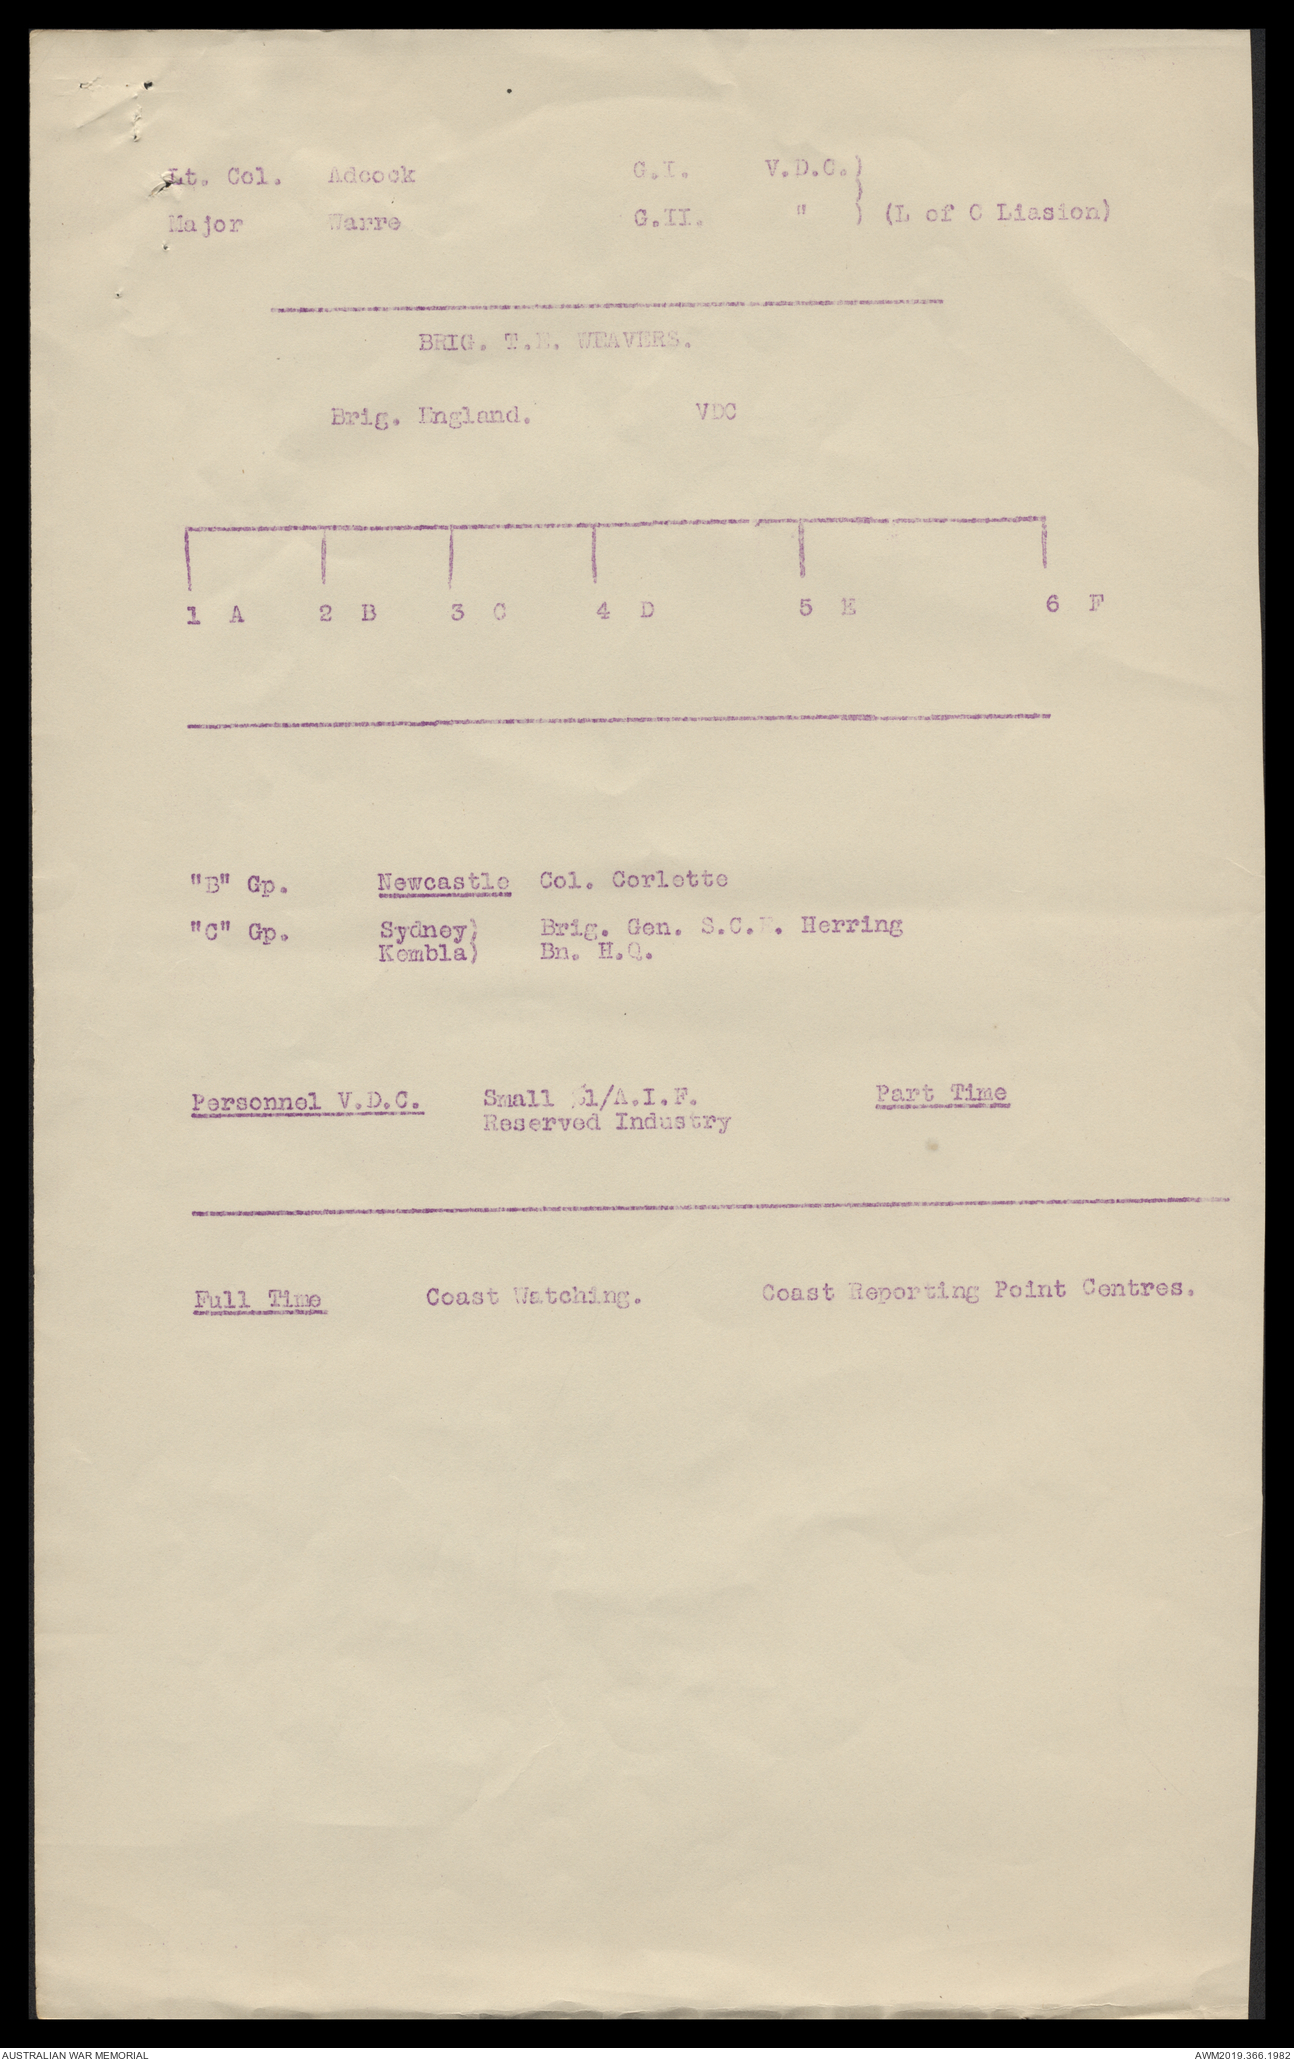 Lt. Col. Adcock G.I. V.D.C.)
)
Major Warre G.II. " ) (L of C Liasion)
BRIG. T.E. WEAVERS.
Brig. England. VDC
1 A 2 B 3 C 4 D 5 E 6 F
"B" Gp. Newcastle Col. Corlette
"C" Gp. Sydney) Brig. Gen. S.C.E. Herring
Kembla) Bn. H.Q.
Personnel V.D.C. Small 1/A.I.F. Part Time
Reserved Industry
Full Time Coast Watching. Coast Reporting Point Centres.
AUSTRALIAN WAR MEMORIAL AWM2019.366.1982